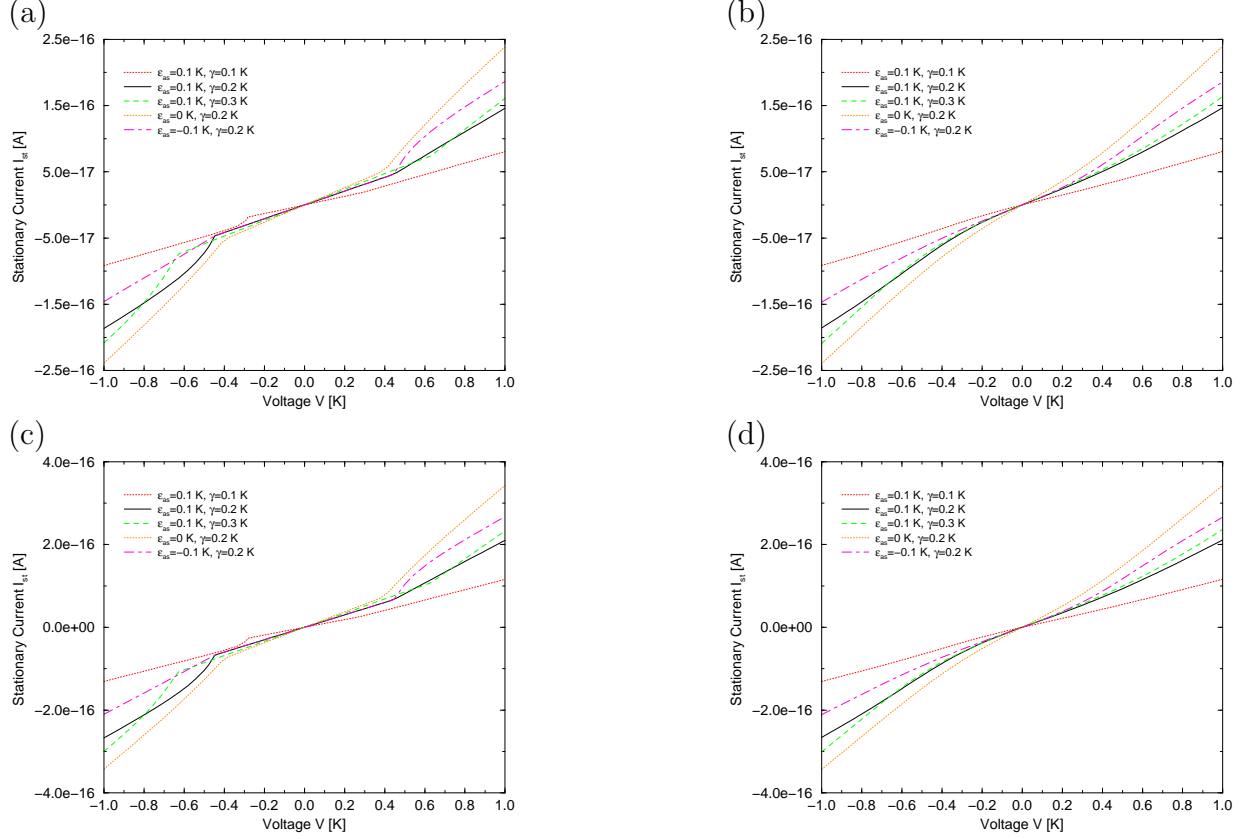 (a)
2.5e−16
1.5e−16
5.0e−17
−5.0e−17
−1.5e−16
−2.5e−16
Stationary Current I_st [A]
ε_as=0.1 K, γ=0.1 K
ε_as=0.1 K, γ=0.2 K
ε_as=0.1 K, γ=0.3 K
ε_as=0 K, γ=0.2 K
ε_as=−0.1 K, γ=0.2 K
−1.0 −0.8 −0.6 −0.4 −0.2 0.0 0.2 0.4 0.6 0.8 1.0
Voltage V [K]
(b)
2.5e−16
1.5e−16
5.0e−17
−5.0e−17
−1.5e−16
−2.5e−16
Stationary Current I_st [A]
ε_as=0.1 K, γ=0.1 K
ε_as=0.1 K, γ=0.2 K
ε_as=0.1 K, γ=0.3 K
ε_as=0 K, γ=0.2 K
ε_as=−0.1 K, γ=0.2 K
−1.0 −0.8 −0.6 −0.4 −0.2 0.0 0.2 0.4 0.6 0.8 1.0
Voltage V [K]
(c)
4.0e−16
2.0e−16
0.0e+00
−2.0e−16
−4.0e−16
Stationary Current I_st [A]
ε_as=0.1 K, γ=0.1 K
ε_as=0.1 K, γ=0.2 K
ε_as=0.1 K, γ=0.3 K
ε_as=0 K, γ=0.2 K
ε_as=−0.1 K, γ=0.2 K
−1.0 −0.8 −0.6 −0.4 −0.2 0.0 0.2 0.4 0.6 0.8 1.0
Voltage V [K]
(d)
4.0e−16
2.0e−16
0.0e+00
−2.0e−16
−4.0e−16
Stationary Current I_st [A]
ε_as=0.1 K, γ=0.1 K
ε_as=0.1 K, γ=0.2 K
ε_as=0.1 K, γ=0.3 K
ε_as=0 K, γ=0.2 K
ε_as=−0.1 K, γ=0.2 K
−1.0 −0.8 −0.6 −0.4 −0.2 0.0 0.2 0.4 0.6 0.8 1.0
Voltage V [K]